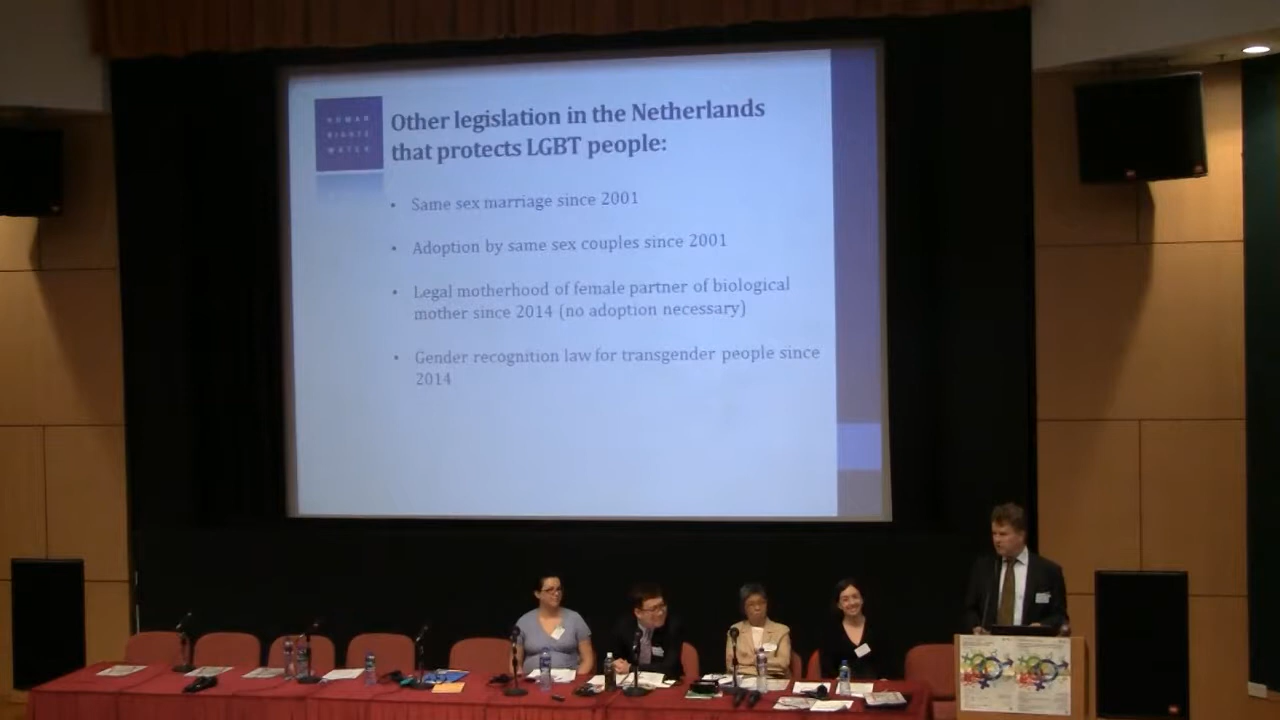 HUMAN
RIGHTS
WATCH
Other legislation in the Netherlands
that protects LGBT people:
• Same sex marriage since 2001
• Adoption by same sex couples since 2001
• Legal motherhood of female partner of biological
mother since 2014 (no adoption necessary)
• Gender recognition law for transgender people since
2014